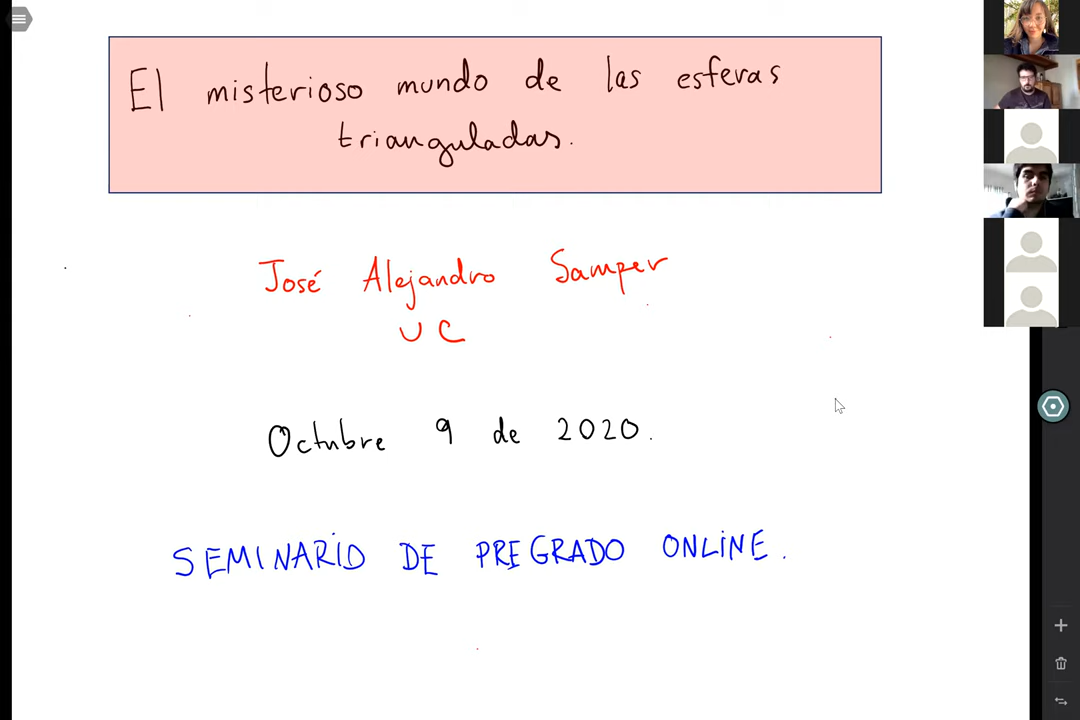 El misterioso mundo de las esferas
trianguladas.
José Alejandro Samper
UC
Octubre 9 de 2020.
SEMINARIO DE PREGRADO ONLINE.